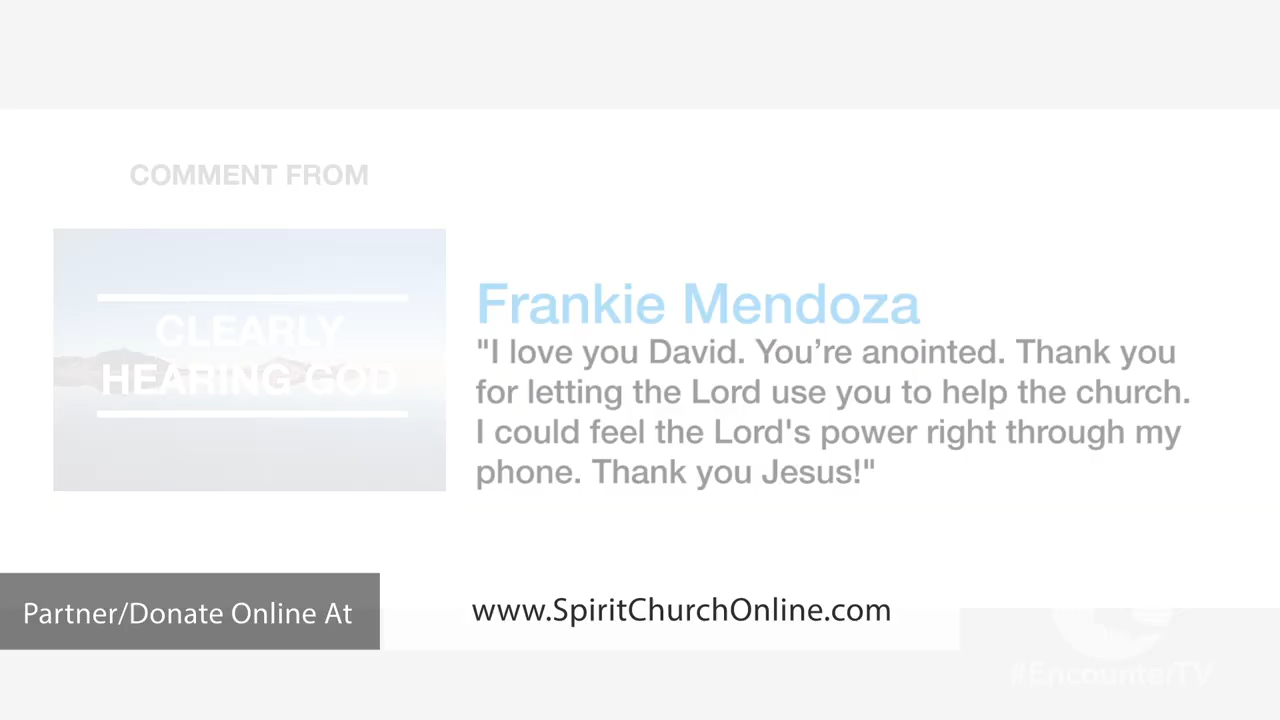 COMMENT FROM
CLEARLY
HEARING GOD
Frankie Mendoza
"I love you David. You’re anointed. Thank you
for letting the Lord use you to help the church.
I could feel the Lord's power right through my
phone. Thank you Jesus!"
Partner/Donate Online At
www.SpiritChurchOnline.com
#EncounterTV